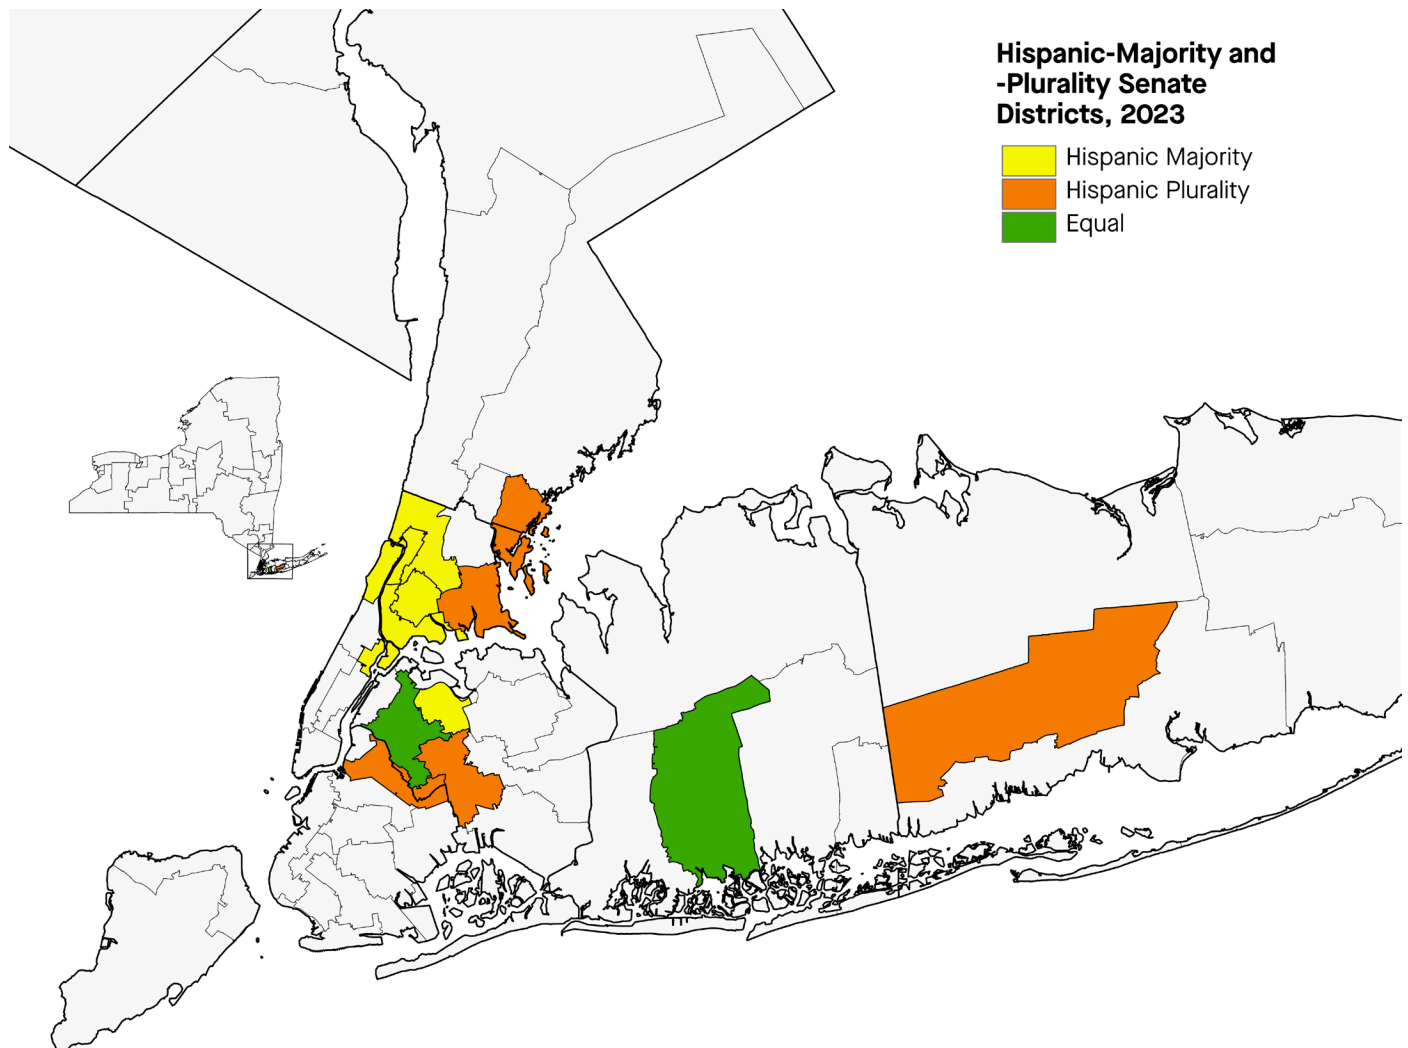 Hispanic-Majority and
-Plurality Senate
Districts, 2023
Hispanic Majority
Hispanic Plurality
Equal